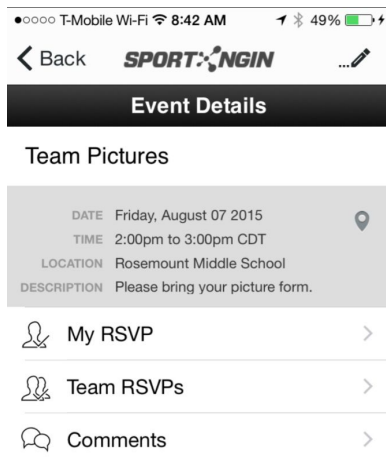 T-Mobile Wi-Fi 8:42 AM 49%
Back SPORT NGIN ...
Event Details
Team Pictures
DATE Friday, August 07 2015
TIME 2:00pm to 3:00pm CDT
LOCATION Rosemount Middle School
DESCRIPTION Please bring your picture form.
My RSVP
Team RSVPs
Comments